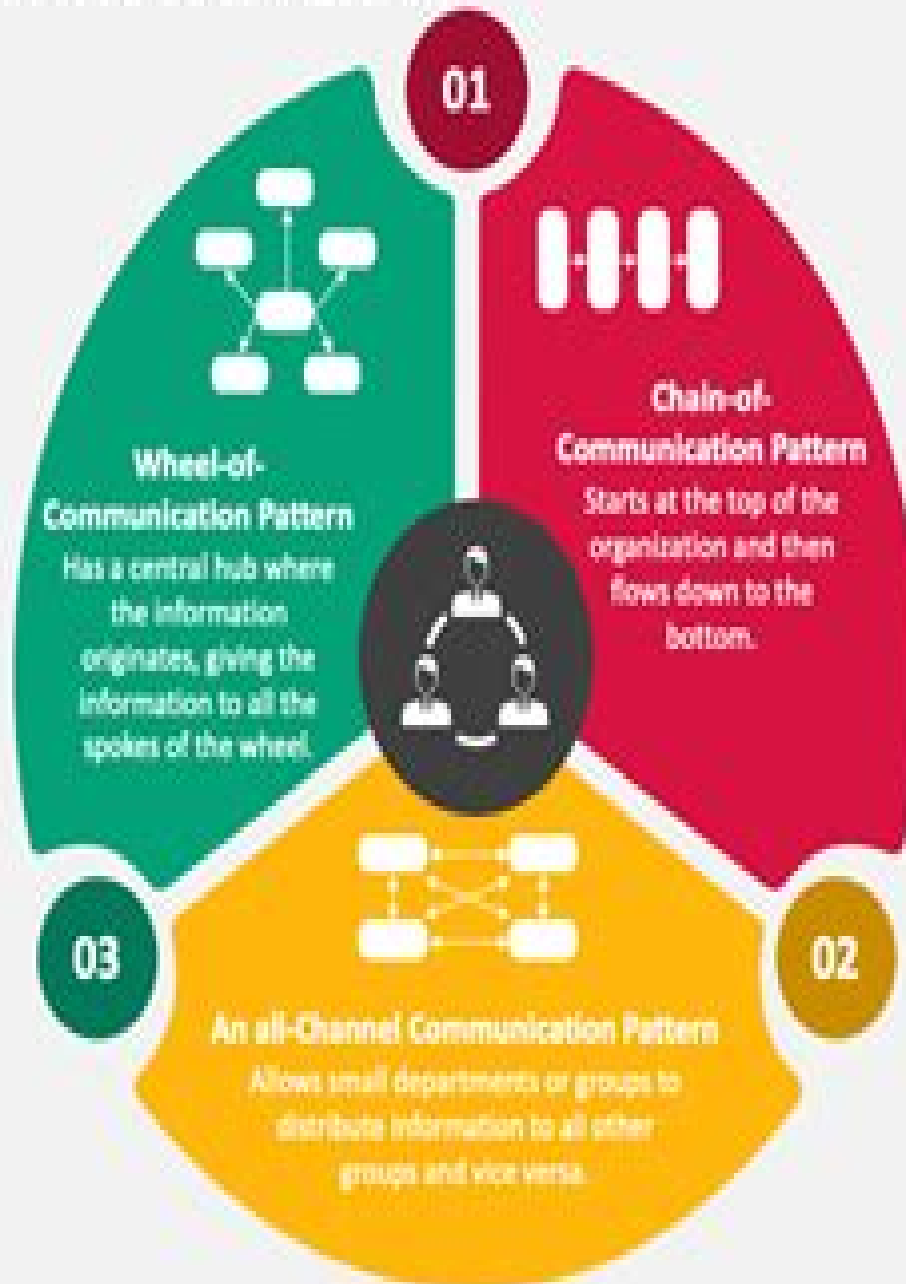 01
Chain-of-
Communication Pattern
Starts at the top of the
organization and then
flows down to the
bottom.
02
An all-Channel Communication Pattern
Allows small departments or groups to
distribute information to all other
groups and vice versa.
03
Wheel-of-
Communication Pattern
Has a central hub where
the information
originates, giving the
information to all the
spokes of the wheel.